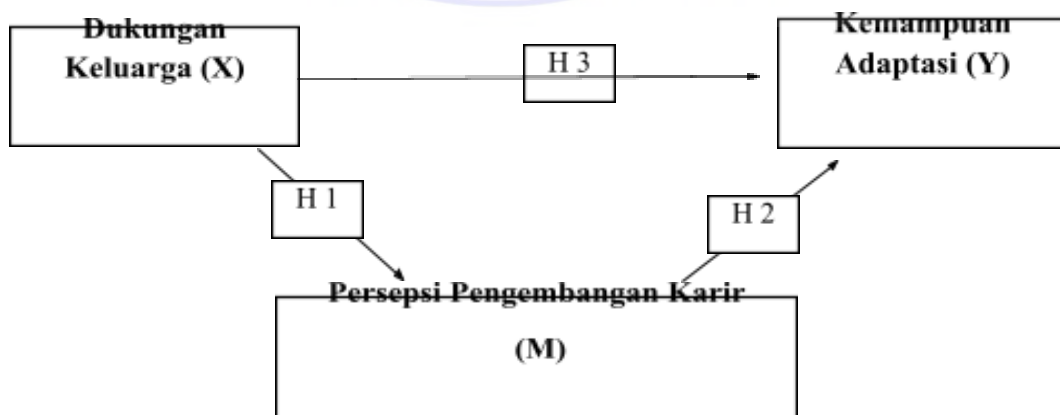 Dukungan
Keluarga (X)
H 3
Kemampuan
Adaptasi (Y)
H 1
H 2
Persepsi Pengembangan Karir
(M)